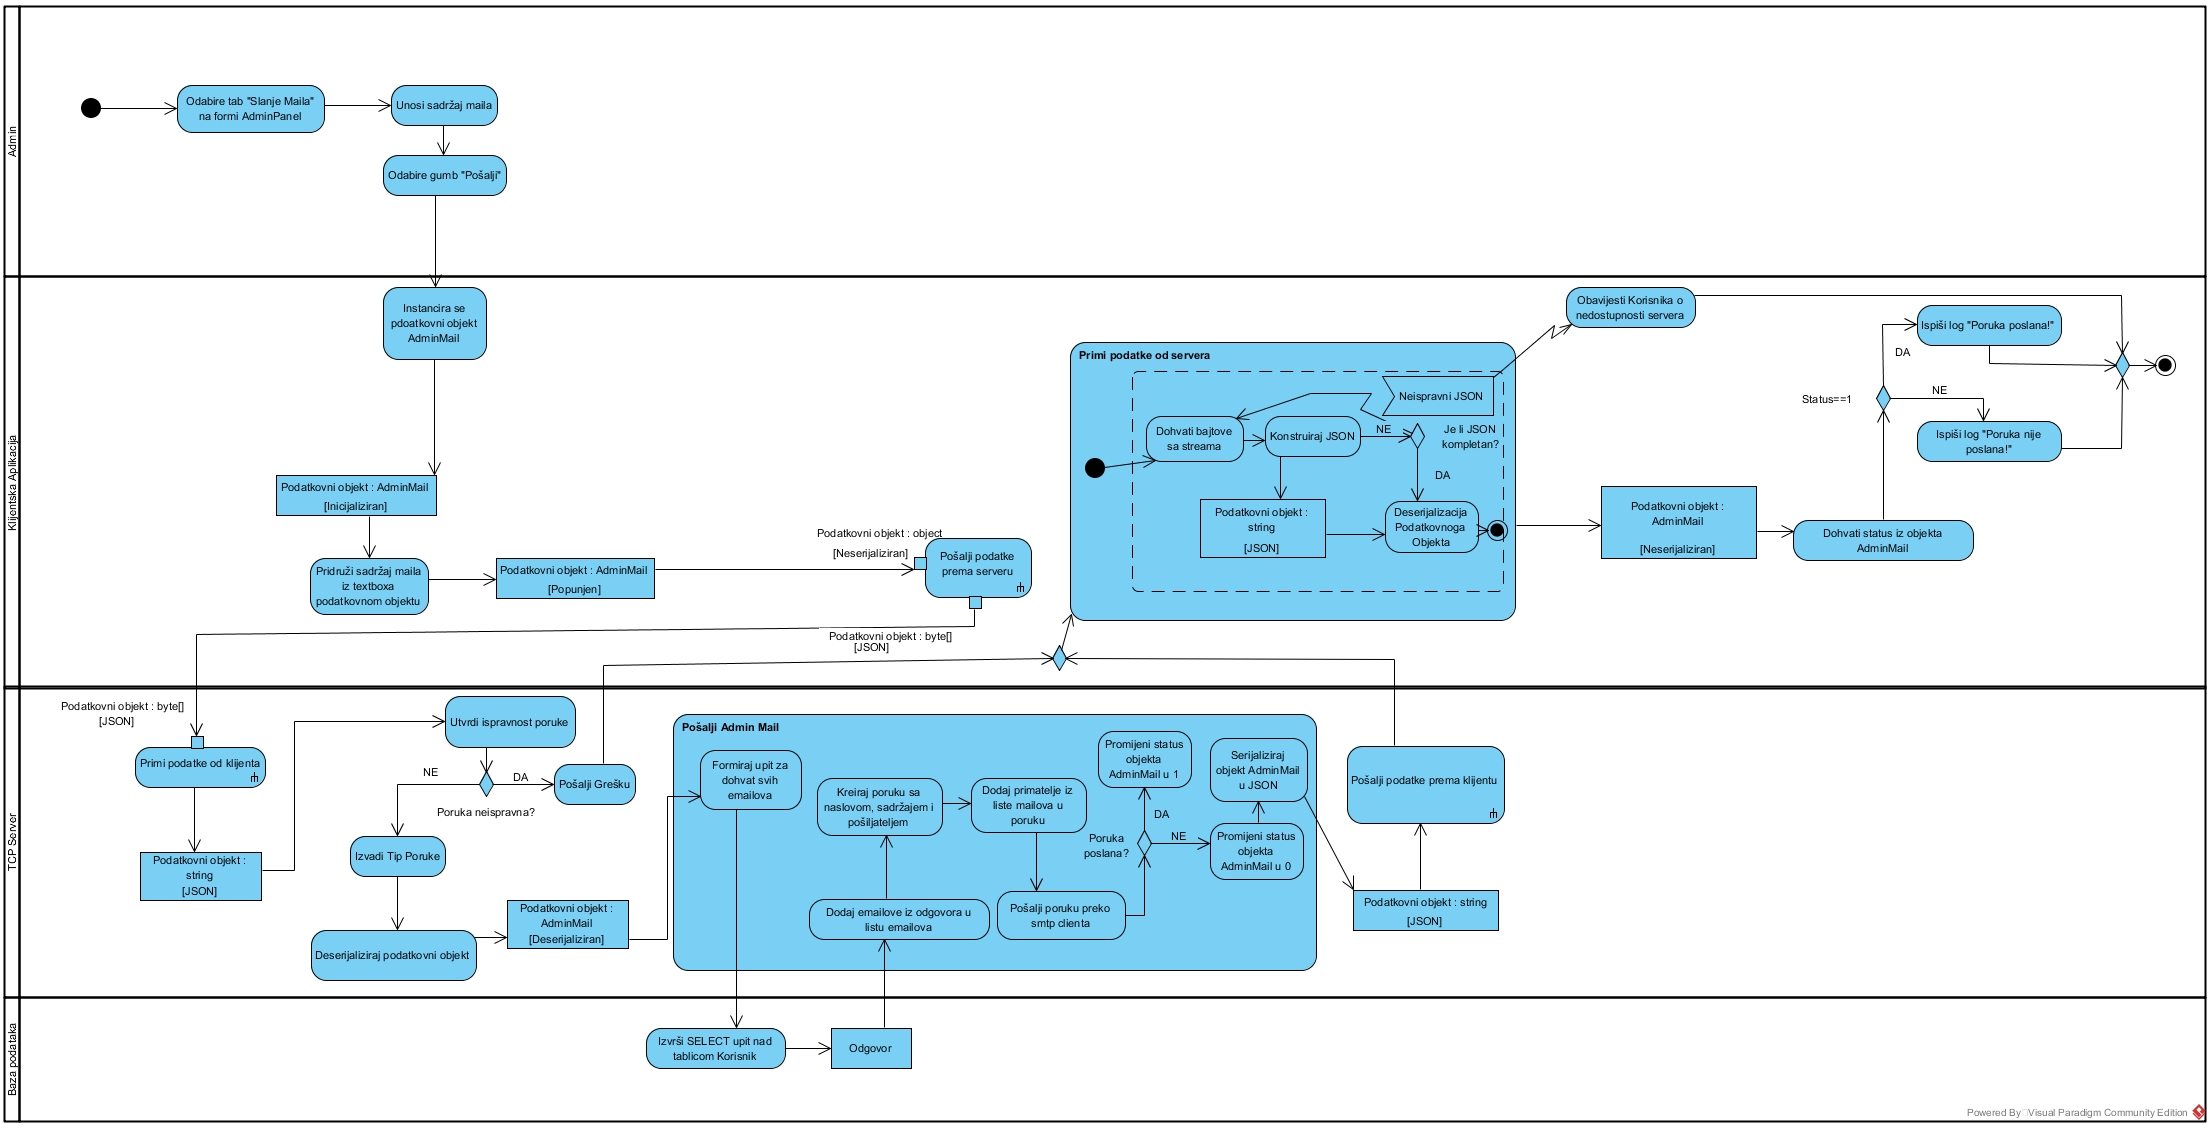 Admin
Odabire tab "Slanje Maila"
na formi AdminPanel
Unosi sadržaj maila
Odabire gumb "Pošalji"
Klijentska Aplikacija
Instancira se
pdoatkovni objekt
AdminMail
Podatkovni objekt : AdminMail
[Inicijaliziran]
Pridruži sadržaj maila
iz textboxa
podatkovnom objektu
Podatkovni objekt : AdminMail
[Popunjen]
Podatkovni objekt : object
[Neserijaliziran]
Pošalji podatke
prema serveru
Podatkovni objekt : byte[]
[JSON]
Primi podatke od servera
Neispravni JSON
Dohvati bajtove
sa streama
Konstruiraj JSON
NE
Je li JSON
kompletan?
DA
Podatkovni objekt :
string
[JSON]
Deserijalizacija
Podatkovnoga
Objekta
Obavijesti Korisnika o
nedostupnosti servera
Podatkovni objekt :
AdminMail
[Neserijaliziran]
Dohvati status iz objekta
AdminMail
Status==1
DA
NE
Ispiši log "Poruka poslana!"
Ispiši log "Poruka nije
poslana!"
TCP Server
Podatkovni objekt : byte[]
[JSON]
Primi podatke od klijenta
Podatkovni objekt :
string
[JSON]
Utvrdi ispravnost poruke
NE
DA
Poruka neispravna?
Pošalji Grešku
Izvadi Tip Poruke
Deserijaliziraj podatkovni objekt
Podatkovni objekt :
AdminMail
[Deserijaliziran]
Pošalji Admin Mail
Formiraj upit za
dohvat svih
emailova
Kreiraj poruku sa
naslovom, sadržajem i
pošiljateljem
Dodaj emailove iz odgovora u
listu emailova
Dodaj primatelje iz
liste mailova u
poruku
Pošalji poruku preko
smtp clienta
Poruka
poslana?
DA
NE
Promijeni status
objekta
AdminMail u 1
Serijaliziraj
objekt AdminMail
u JSON
Promijeni status
objekta
AdminMail u 0
Pošalji podatke prema klijentu
Podatkovni objekt : string
[JSON]
Baza podataka
Izvrši SELECT upit nad
tablicom Korisnik
Odgovor
Powered By Visual Paradigm Community Edition